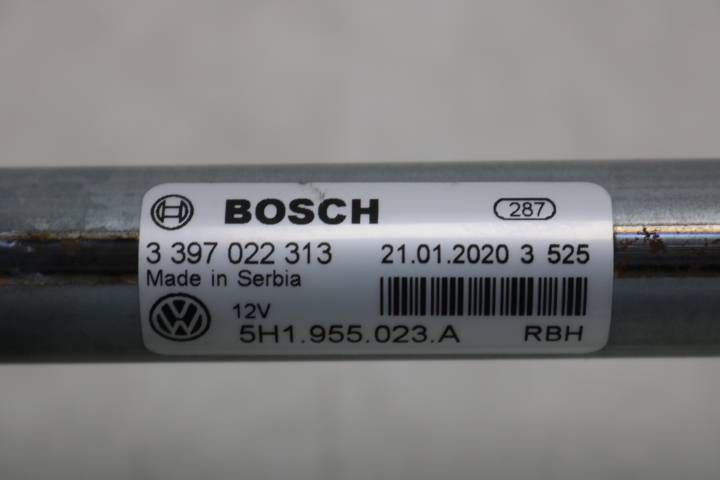 BOSCH 287
3 397 022 313 21.01.2020 3 525
Made in Serbia
12V
5H1.955.023.A RBH